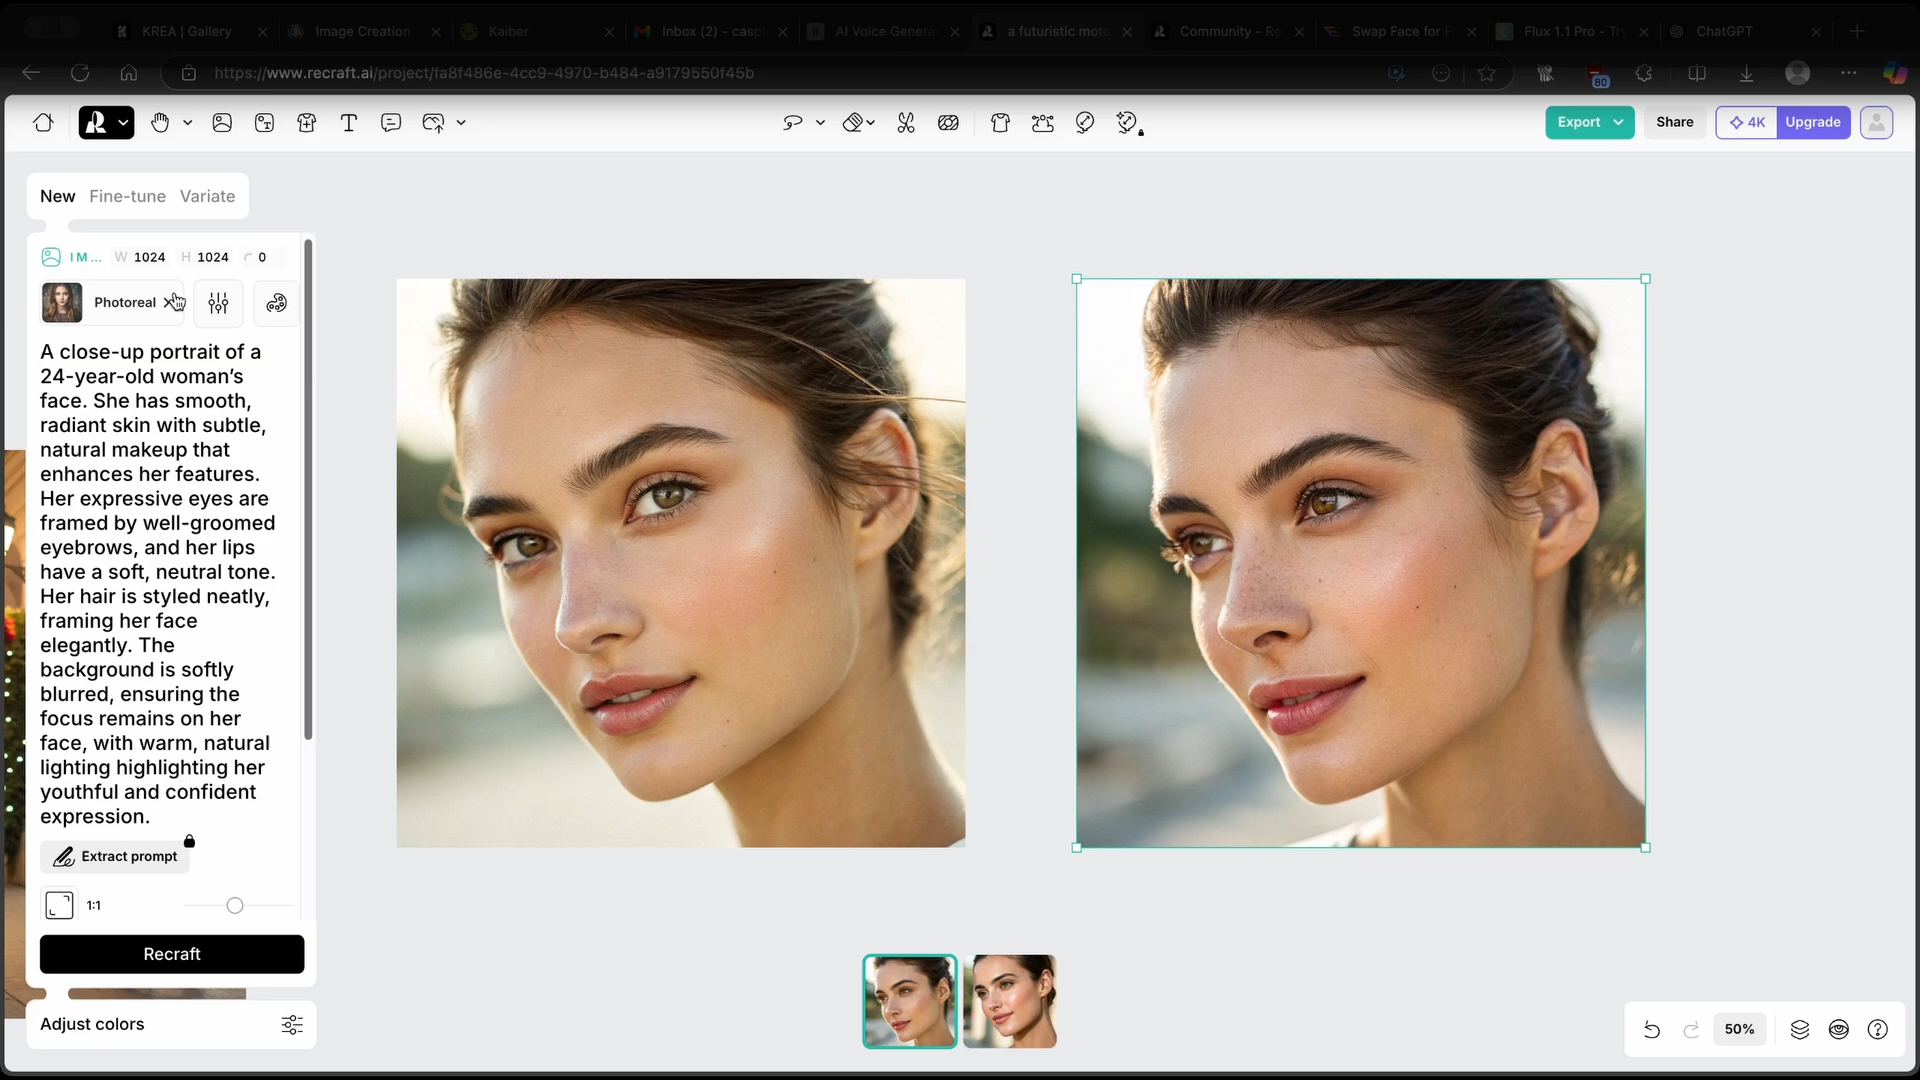 KREA | Gallery
Image Creation
Kaiber
Inbox (2) - casp
AI Voice Genera
a futuristic moto
Community - Re
Swap Face for F
Flux 1.1 Pro - Try
ChatGPT
https://www.recraft.ai/project/fa8f486e-4cc9-4970-b484-a9179550f45b
80
Export
Share
4K
Upgrade
New Fine-tune Variate
IM... W 1024 H 1024 0
Photoreal
A close-up portrait of a
24-year-old woman's
face. She has smooth,
radiant skin with subtle,
natural makeup that
enhances her features.
Her expressive eyes are
framed by well-groomed
eyebrows, and her lips
have a soft, neutral tone.
Her hair is styled neatly,
framing her face
elegantly. The
background is softly
blurred, ensuring the
focus remains on her
face, with warm, natural
lighting highlighting her
youthful and confident
expression.
Extract prompt
1:1
Recraft
Adjust colors
50%